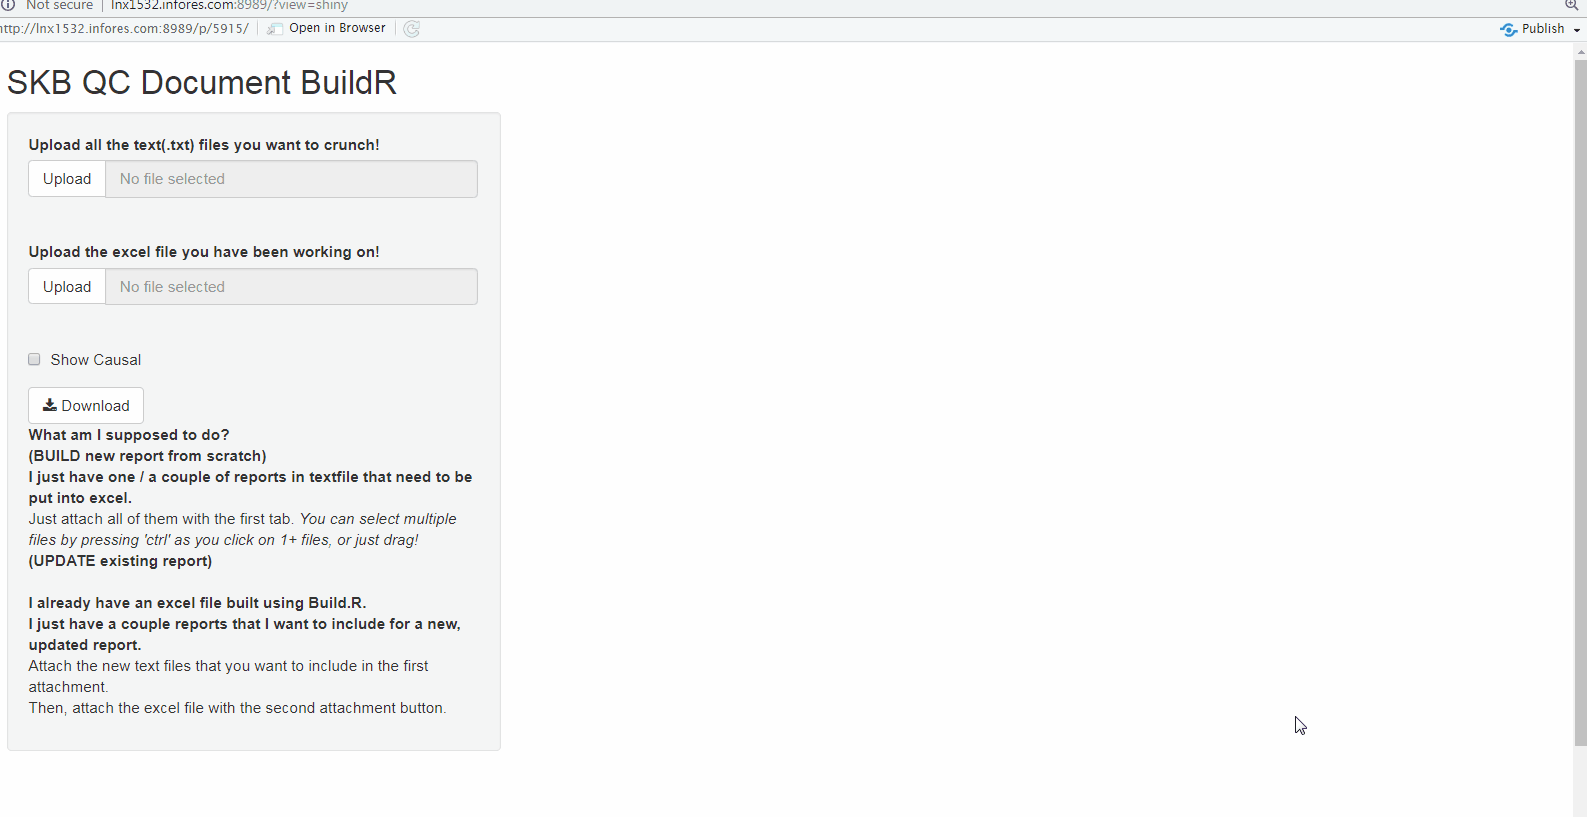 Not secure | lnx1532.infores.com:8989/?view=shiny
http://lnx1532.infores.com:8989/p/5915/ Open in Browser Publish
SKB QC Document BuildR
Upload all the text(.txt) files you want to crunch!
Upload No file selected
Upload the excel file you have been working on!
Upload No file selected
Show Causal
Download
What am I supposed to do?
(BUILD new report from scratch)
I just have one / a couple of reports in textfile that need to be
put into excel.
Just attach all of them with the first tab. You can select multiple
files by pressing 'ctrl' as you click on 1+ files, or just drag!
(UPDATE existing report)
I already have an excel file built using Build.R.
I just have a couple reports that I want to include for a new,
updated report.
Attach the new text files that you want to include in the first
attachment.
Then, attach the excel file with the second attachment button.